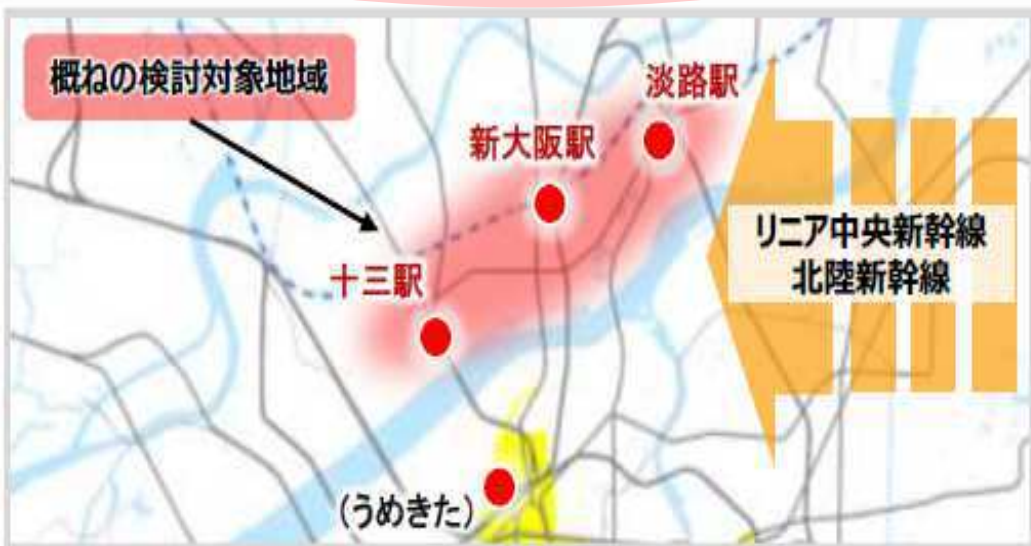 概ねの検討対象地域
淡路駅
新大阪駅
リニア中央新幹線
北陸新幹線
十三駅
(うめきた)